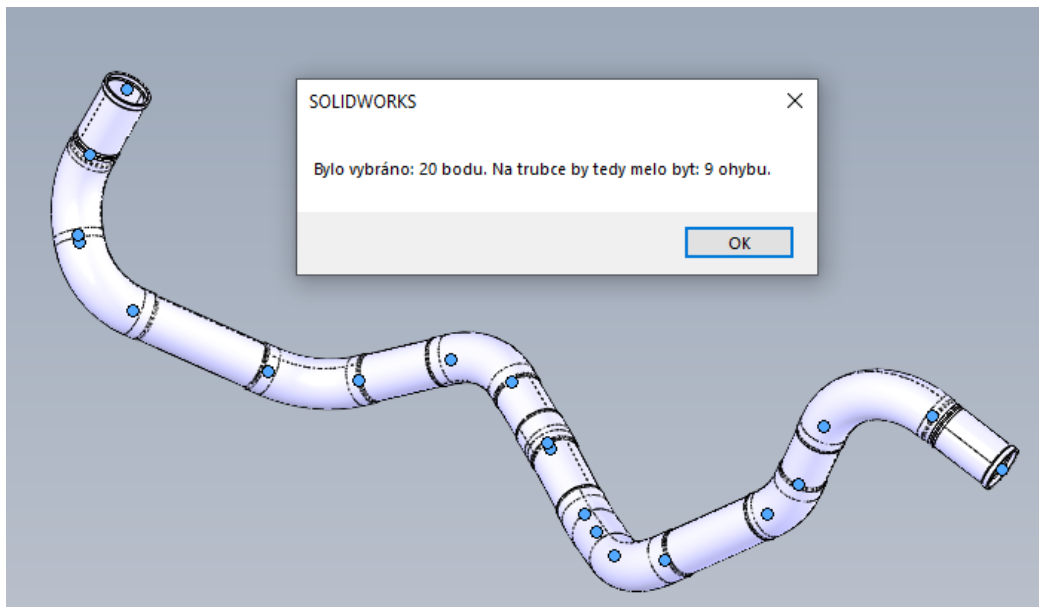 SOLIDWORKS
Bylo vybráno: 20 bodu. Na trubce by tedy melo byt: 9 ohybu.
OK